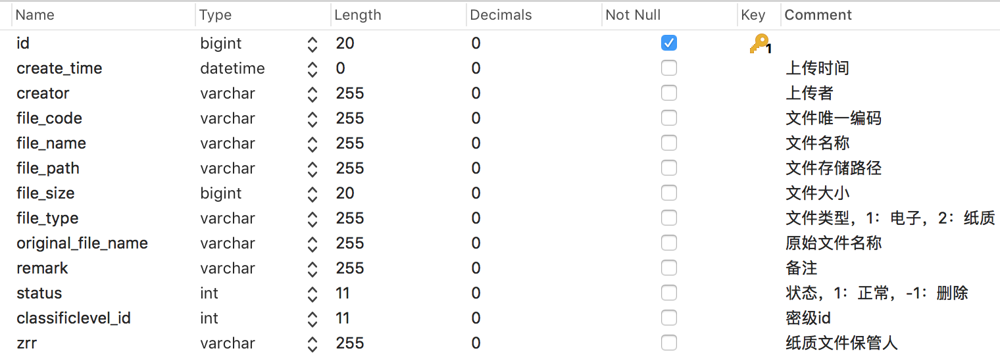 Name Type Length Decimals Not Null Key Comment
id bigint 20 0 1
create_time datetime 0 0 上传时间
creator varchar 255 0 上传者
file_code varchar 255 0 文件唯一编码
file_name varchar 255 0 文件名称
file_path varchar 255 0 文件存储路径
file_size bigint 20 0 文件大小
file_type varchar 255 0 文件类型，1：电子，2：纸质
original_file_name varchar 255 0 原始文件名称
remark varchar 255 0 备注
status int 11 0 状态，1：正常，-1：删除
classificlevel_id int 11 0 密级id
zrr varchar 255 0 纸质文件保管人